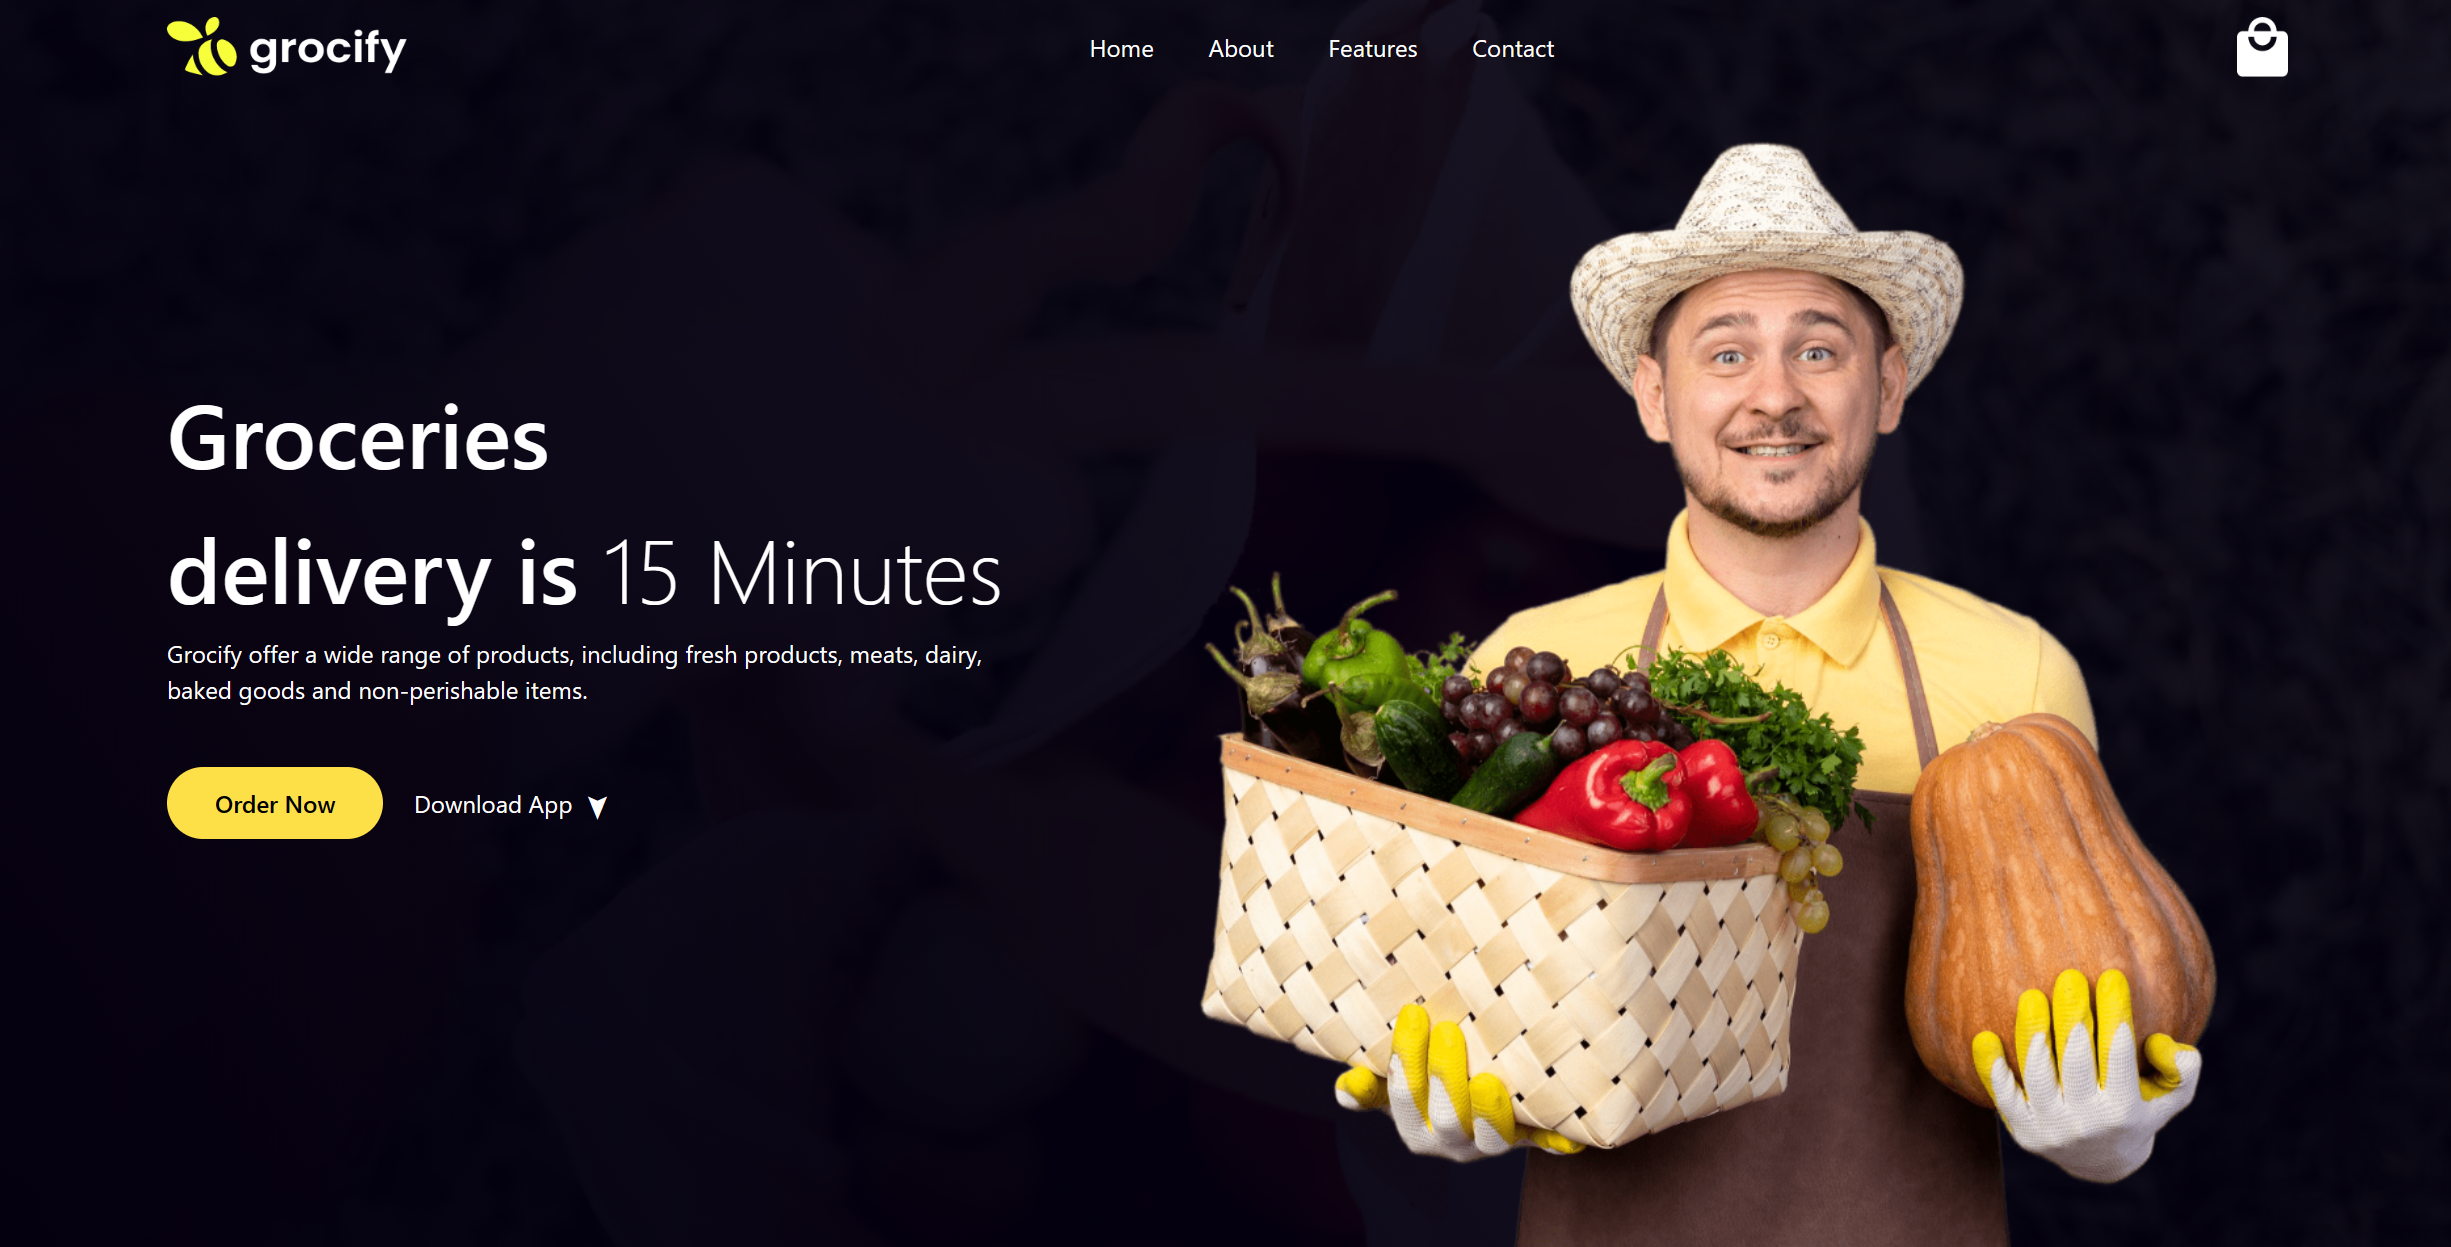 grocify
Home About Features Contact
Groceries
delivery is 15 Minutes
Grocify offer a wide range of products, including fresh products, meats, dairy,
baked goods and non-perishable items.
Order Now Download App